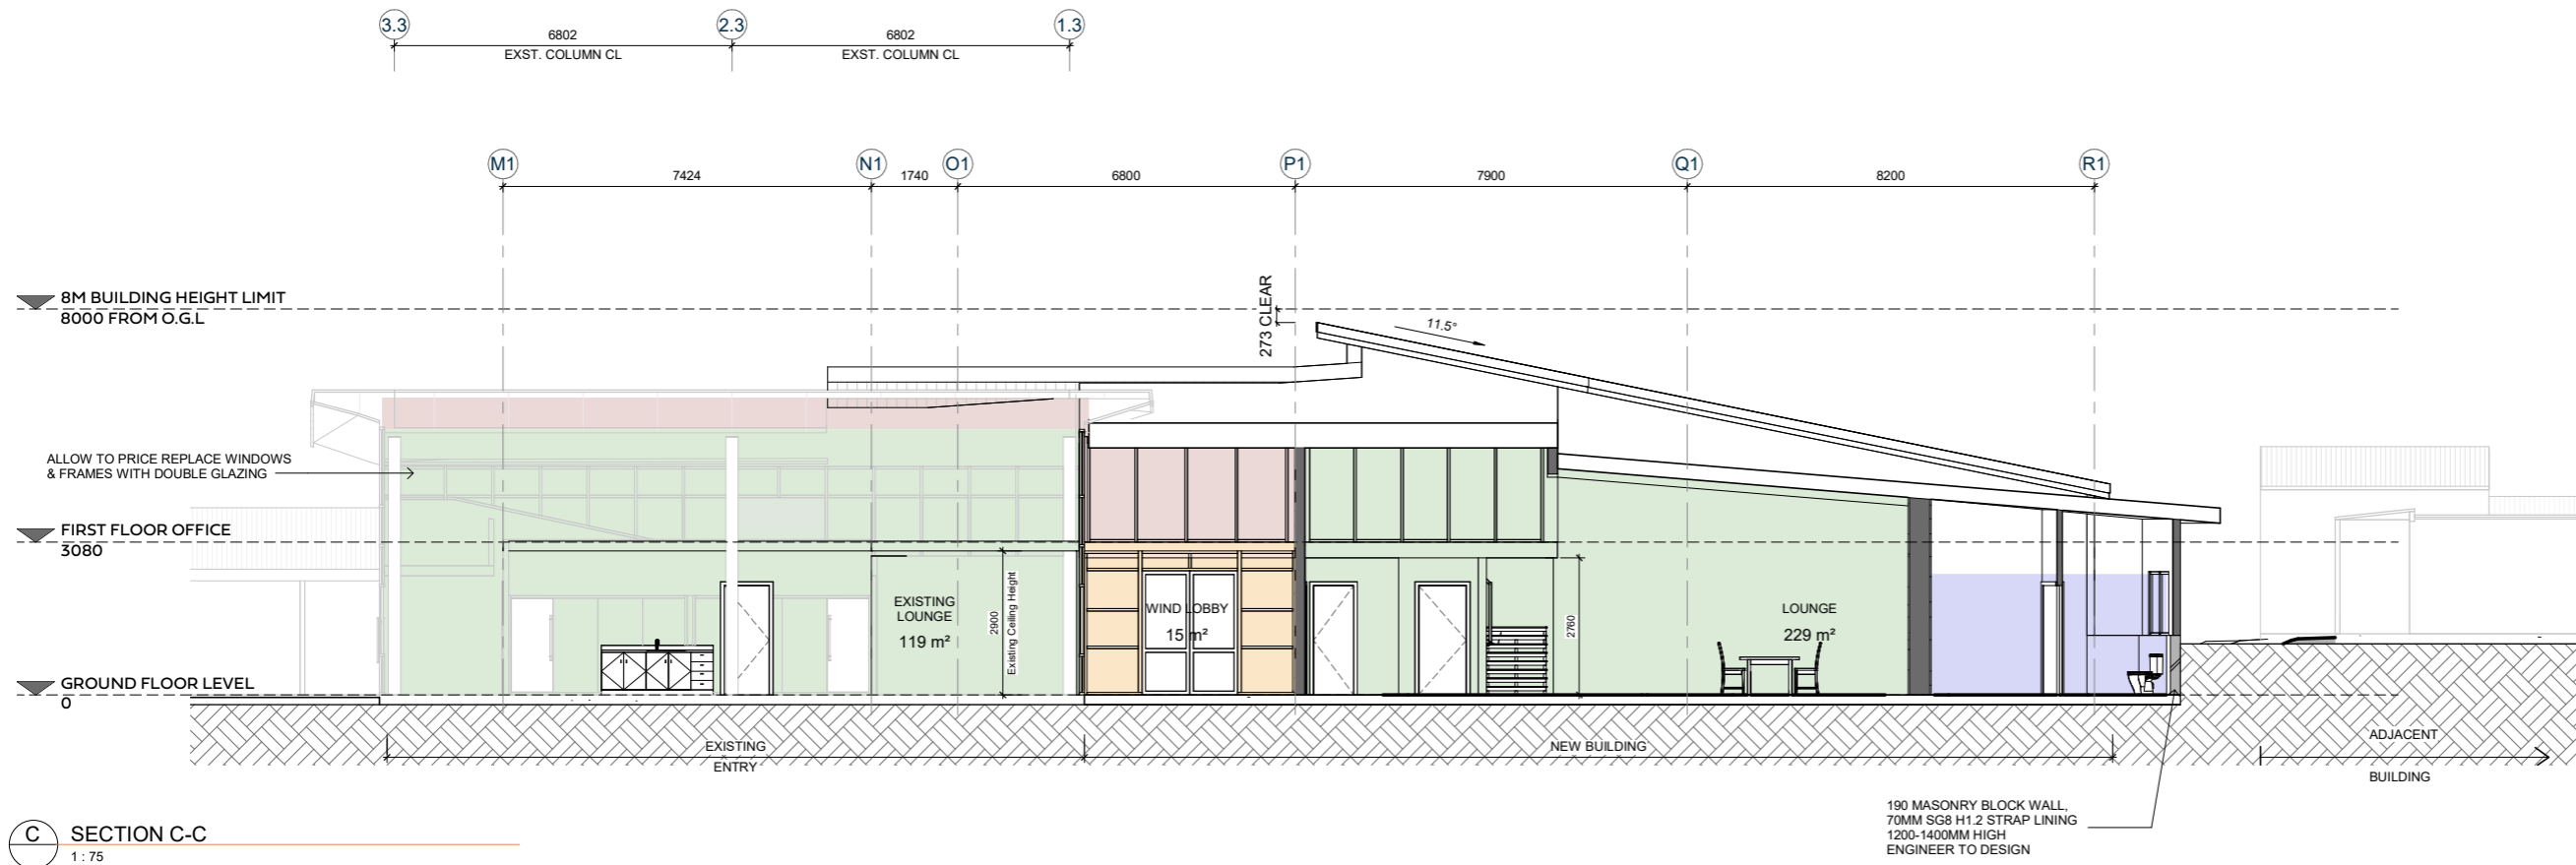 3.3
2.3
1.3
6802
6802
EXST. COLUMN CL
EXST. COLUMN CL
M1
N1
O1
P1
Q1
R1
7424
1740
6800
7900
8200
8M BUILDING HEIGHT LIMIT
8000 FROM O.G.L
273 CLEAR
11.5°
ALLOW TO PRICE REPLACE WINDOWS
& FRAMES WITH DOUBLE GLAZING
FIRST FLOOR OFFICE
3080
EXISTING
LOUNGE
119 m²
2900
Existing Ceiling Height
WIND LOBBY
15 m²
2760
LOUNGE
229 m²
GROUND FLOOR LEVEL
0
EXISTING
ENTRY
NEW BUILDING
ADJACENT
BUILDING
190 MASONRY BLOCK WALL,
70MM SG8 H1.2 STRAP LINING
1200-1400MM HIGH
ENGINEER TO DESIGN
C
SECTION C-C
1 : 75